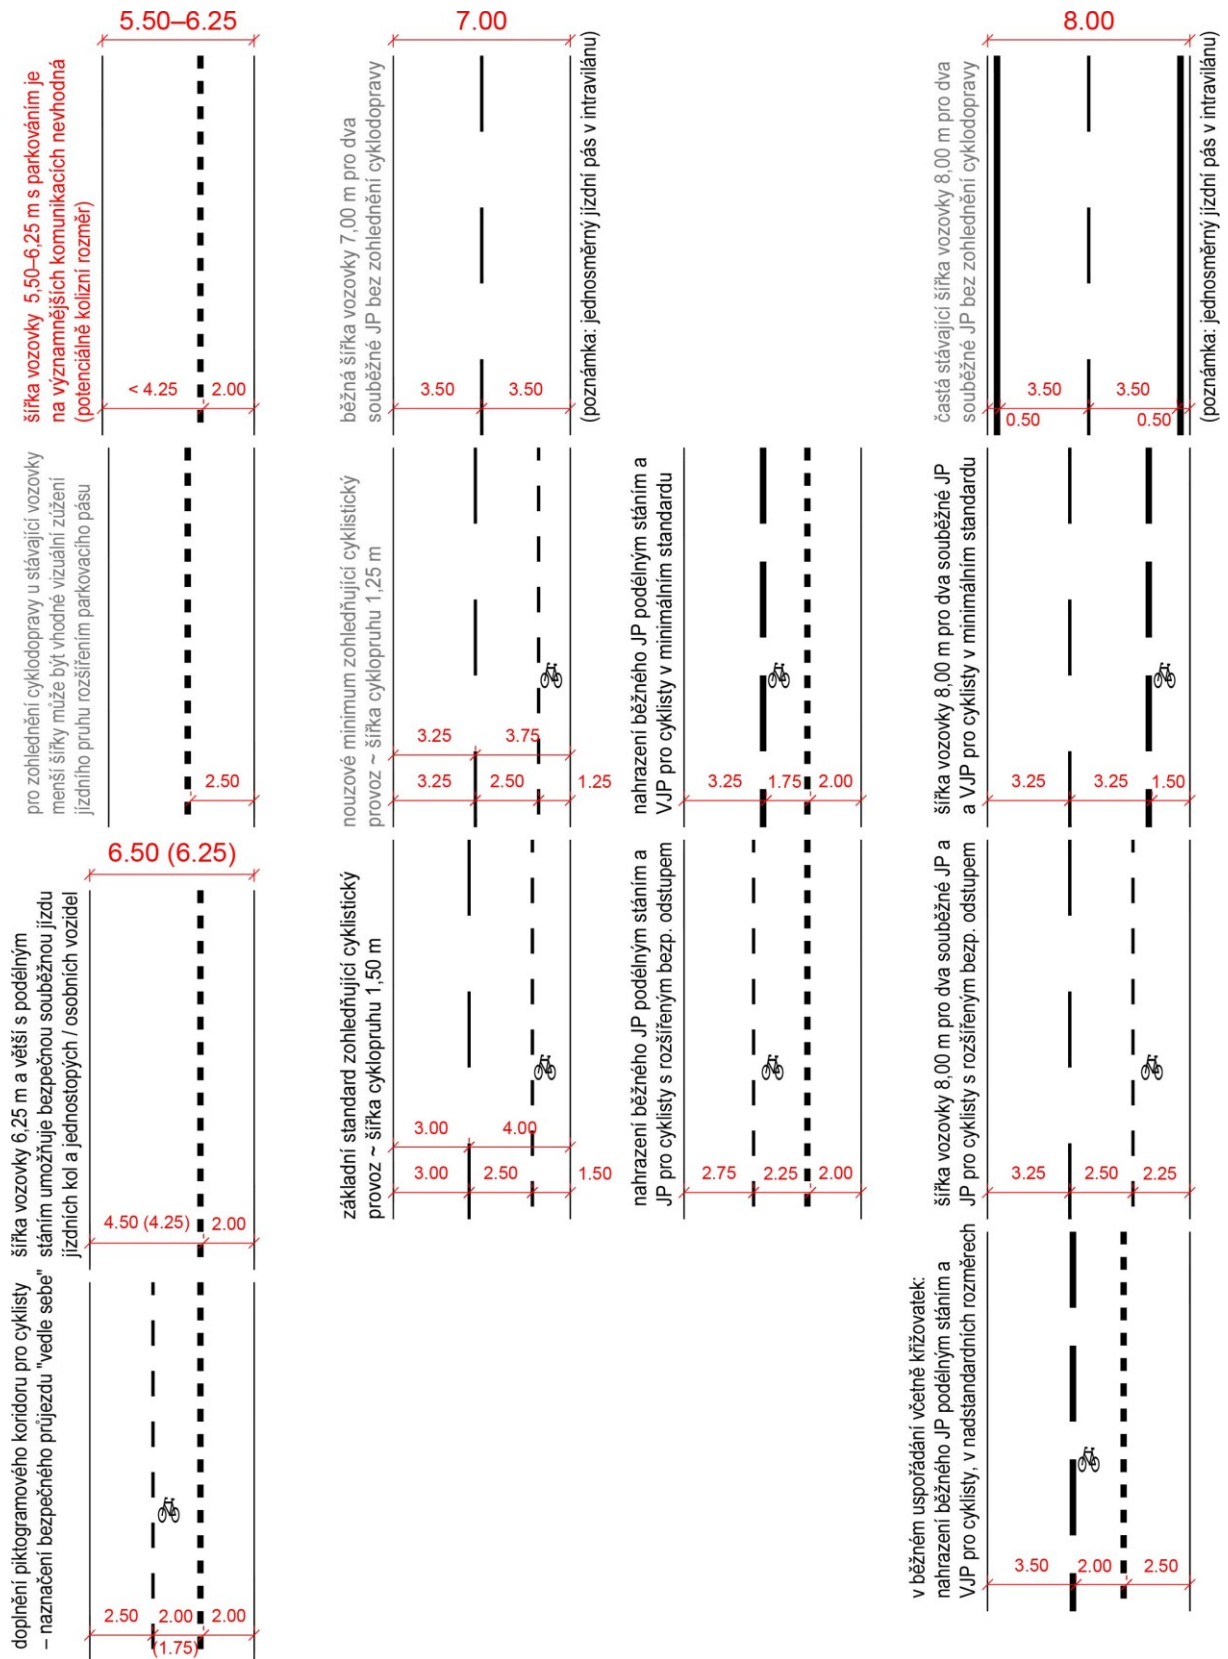 5.50–6.25
šířka vozovky 5,50–6,25 m s parkováním je
na významnějších komunikacích nevhodná
(potenciálně kolizní rozměr)
< 4.25
2.00
pro zohlednění cyklodopravy u stávající vozovky
menší šířky může být vhodné vizuální zúžení
jízdního pruhu rozšířením parkovacího pásu
2.50
6.50 (6.25)
šířka vozovky 6,25 m a větší s podélným
stáním umožňuje bezpečnou souběžnou jízdu
jízdních kol a jednostopých / osobních vozidel
4.50 (4.25)
2.00
doplnění piktogramového koridoru pro cyklisty
– naznačení bezpečného průjezdu "vedle sebe"
2.50
2.00
(1.75)
2.00
7.00
běžná šířka vozovky 7,00 m pro dva
souběžné JP bez zohlednění cyklodopravy
3.50
3.50
(poznámka: jednosměrný jízdní pás v intravilánu)
nouzové minimum zohledňující cyklistický
provoz ~ šířka cyklopruhu 1,25 m
3.25
3.75
3.25
2.50
1.25
základní standard zohledňující cyklistický
provoz ~ šířka cyklopruhu 1,50 m
3.00
4.00
3.00
2.50
1.50
nahrazení běžného JP podélným stáním a
VJP pro cyklisty v minimálním standardu
3.25
1.75
2.00
nahrazení běžného JP podélným stáním a
JP pro cyklisty s rozšířeným bezp. odstupem
2.75
2.25
2.00
8.00
častá stávající šířka vozovky 8,00 m pro dva
souběžné JP bez zohlednění cyklodopravy
3.50
3.50
0.50
0.50
(poznámka: jednosměrný jízdní pás v intravilánu)
šířka vozovky 8,00 m pro dva souběžné JP
a VJP pro cyklisty v minimálním standardu
3.25
3.25
1.50
šířka vozovky 8,00 m pro dva souběžné JP a
JP pro cyklisty s rozšířeným bezp. odstupem
3.25
2.50
2.25
v běžném uspořádání včetně křižovatek:
nahrazení běžného JP podélným stáním a
VJP pro cyklisty, v nadstandardních rozměrech
3.50
2.00
2.50